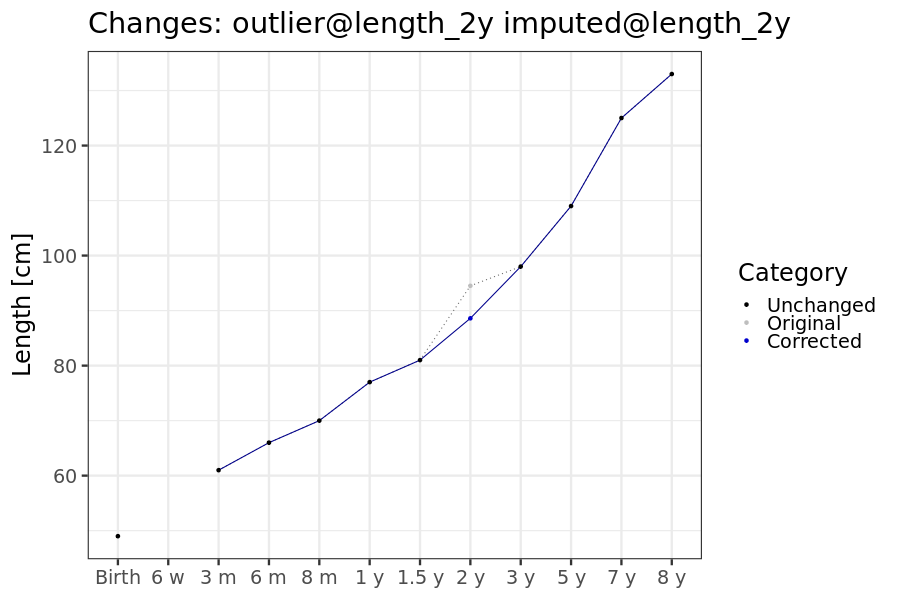 Changes: outlier@length_2y imputed@length_2y
Length [cm]
120
100
80
60
Birth 6 w 3 m 6 m 8 m 1 y 1.5 y 2 y 3 y 5 y 7 y 8 y
Category
Unchanged
Original
Corrected